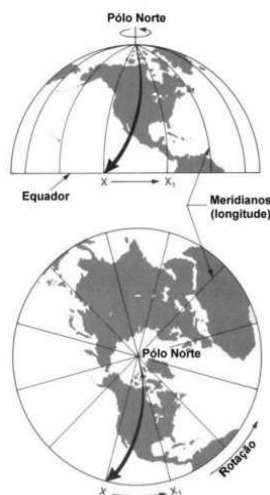 Pólo Norte
Equador
X
X₁
Meridianos
(longitude)
Pólo Norte
Rotação
X
X₁